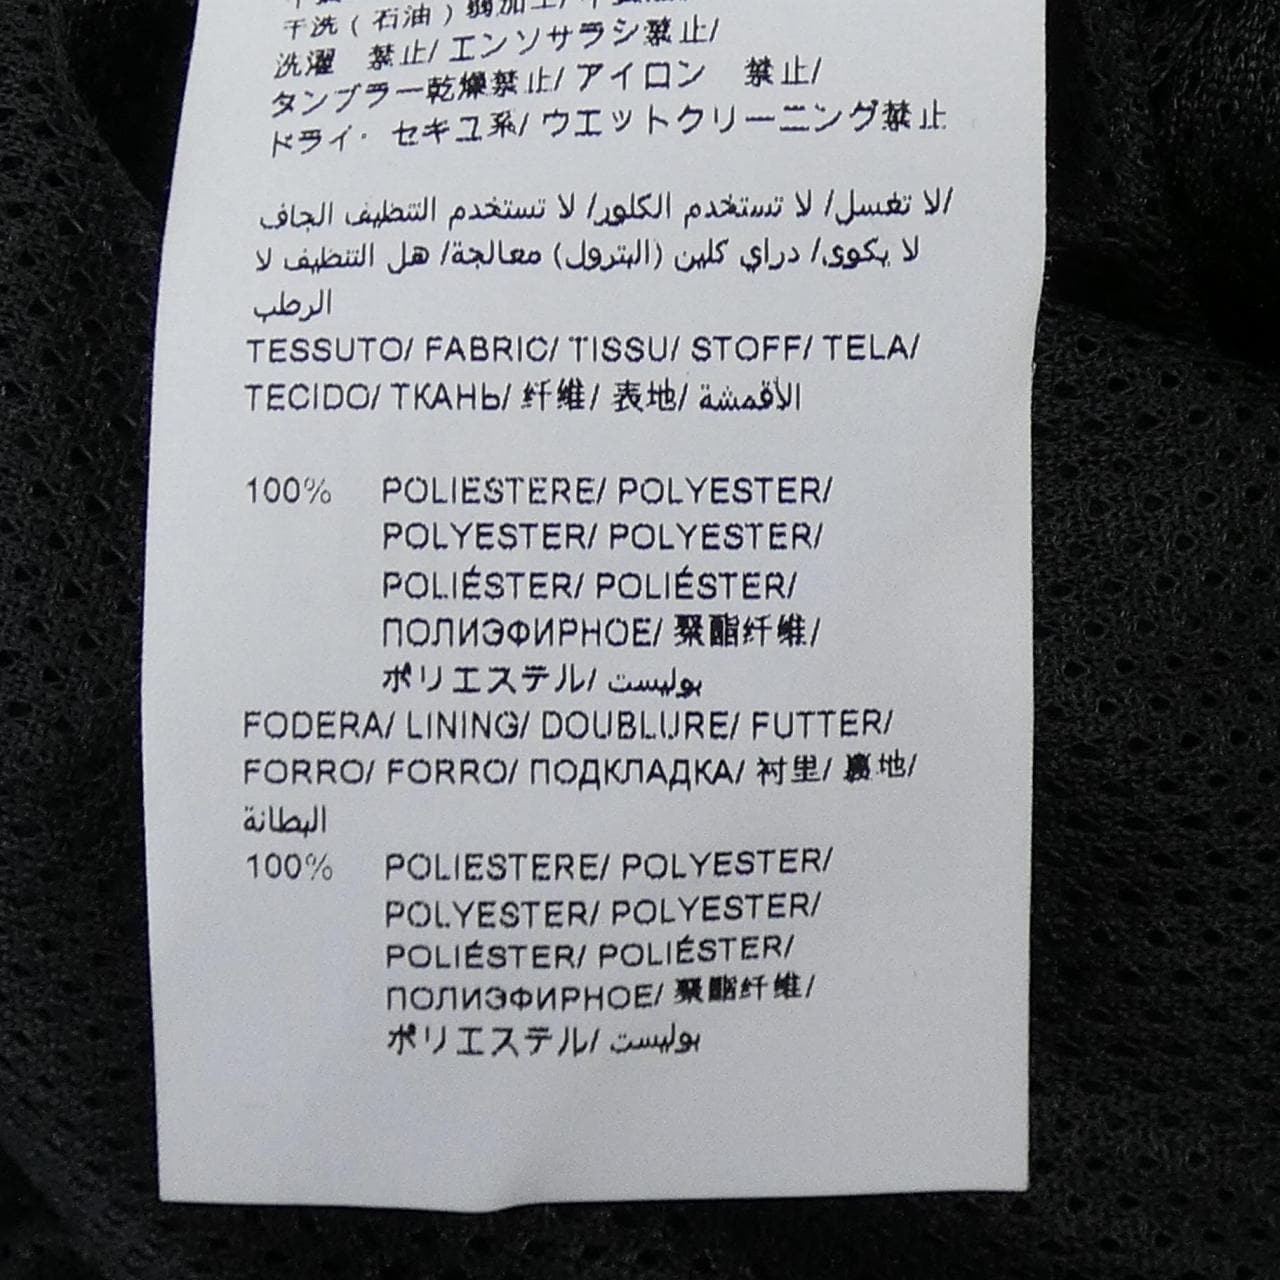 干洗 ( 石油 ) 弱加工/
洗濯 禁止/ エンソサラシ禁止/
タンブラー乾燥禁止/ アイロン 禁止/
ドライ・ セキユ系/ ウエットクリーニング禁止
لا تغسل/ لا تستخدم الكلور/ لا تستخدم التنظيف الجاف/
لا يكوى/ دراي كلين (البترول) معالجة/ هل التنظيف لا
الرطب
TESSUTO/ FABRIC/ TISSU/ STOFF/ TELA/
TECIDO/ ТКАНЬ/ 纤维/ 表地/ الأقمشة
100% POLIESTERE/ POLYESTER/
POLYESTER/ POLYESTER/
POLIÉSTER/ POLIÉSTER/
ПОЛИЭФИРНОЕ/ 聚酯纤维/
ポリエステル/ بوليست
FODERA/ LINING/ DOUBLURE/ FUTTER/
FORRO/ FORRO/ ПОДКЛАДКА/ 衬里/ 裏地/
البطانة
100% POLIESTERE/ POLYESTER/
POLYESTER/ POLYESTER/
POLIÉSTER/ POLIÉSTER/
ПОЛИЭФИРНОЕ/ 聚酯纤维/
ポリエステル/ بوليست